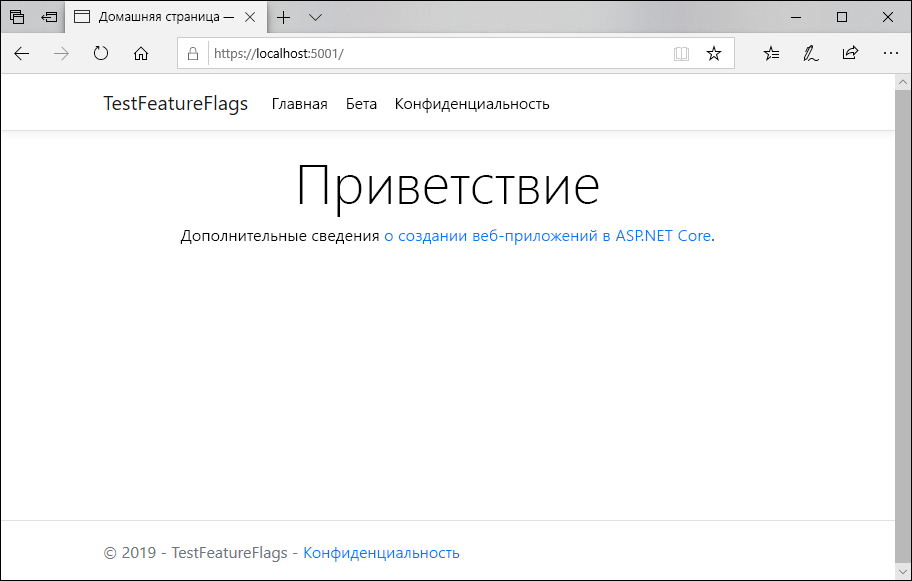 Домашняя страница —
https://localhost:5001/
TestFeatureFlags Главная Бета Конфиденциальность
Приветствие
Дополнительные сведения о создании веб-приложений в ASP.NET Core.
© 2019 - TestFeatureFlags - Конфиденциальность